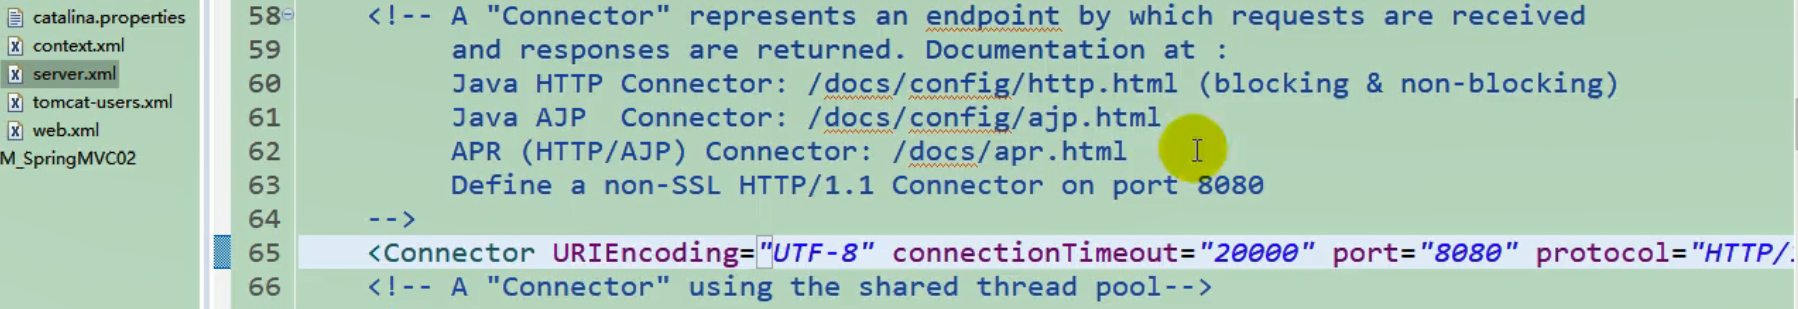 catalina.properties
context.xml
server.xml
tomcat-users.xml
web.xml
M_SpringMVC02
58 <!-- A "Connector" represents an endpoint by which requests are received
59 and responses are returned. Documentation at :
60 Java HTTP Connector: /docs/config/http.html (blocking & non-blocking)
61 Java AJP  Connector: /docs/config/ajp.html
62 APR (HTTP/AJP) Connector: /docs/apr.html
63 Define a non-SSL HTTP/1.1 Connector on port 8080
64 -->
65 <Connector URIEncoding="UTF-8" connectionTimeout="20000" port="8080" protocol="HTTP/
66 <!-- A "Connector" using the shared thread pool-->